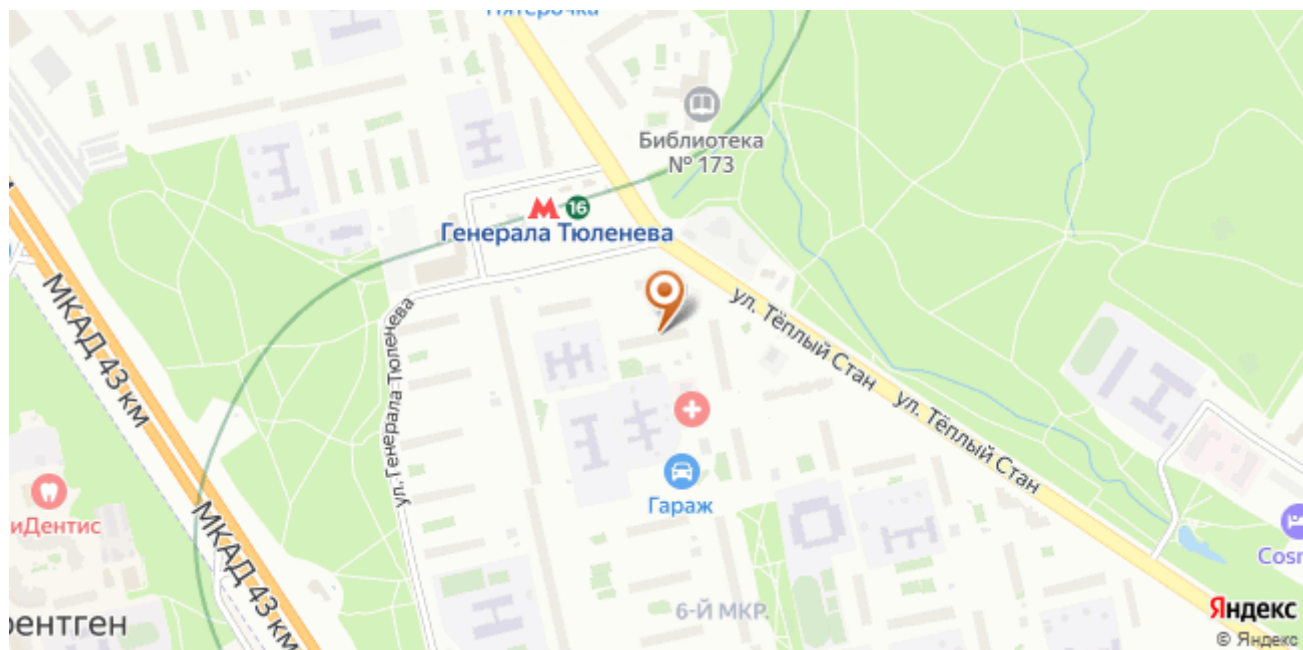 Пятёрочка
Библиотека
№ 173
М 16
Генерала Тюленева
ул. Генерала Тюленева
ул. Тёплый Стан
ул. Тёплый Стан
МКАД 43 км
МКАД 43 км
Гараж
иДентис
рентген
6-Й МКР.
Cosm
Яндекс
© Яндекс